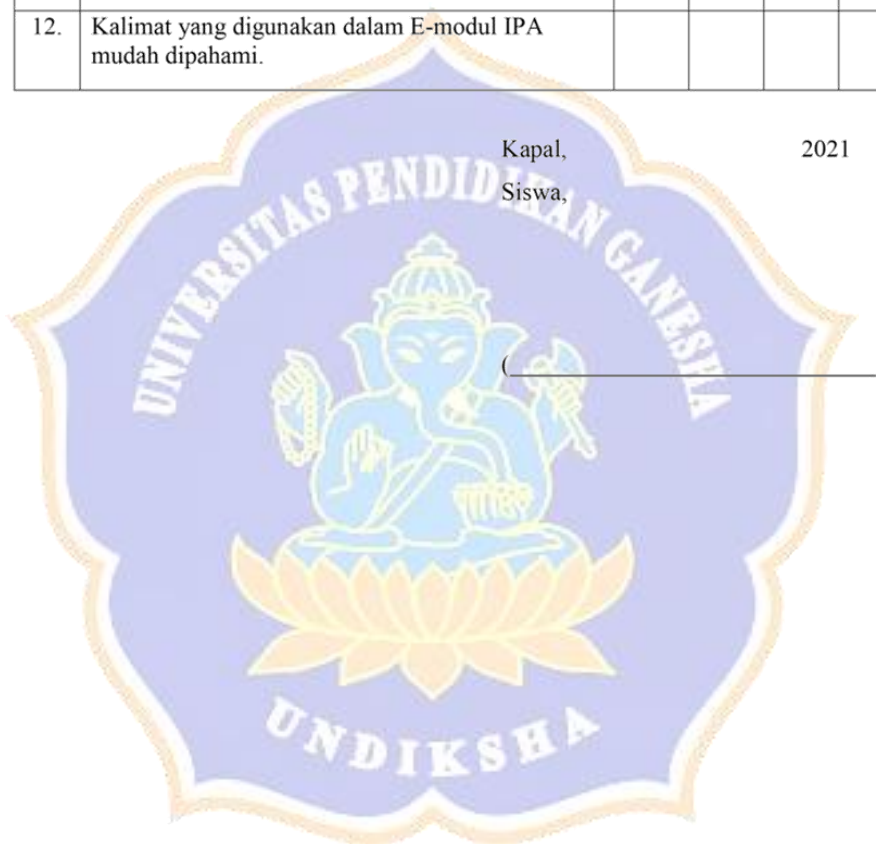 12. Kalimat yang digunakan dalam E-modul IPA
mudah dipahami.
Kapal, 2021
Siswa,
(
UNIVERSITAS PENDIDIKAN GANESHA
UNDIKSHA